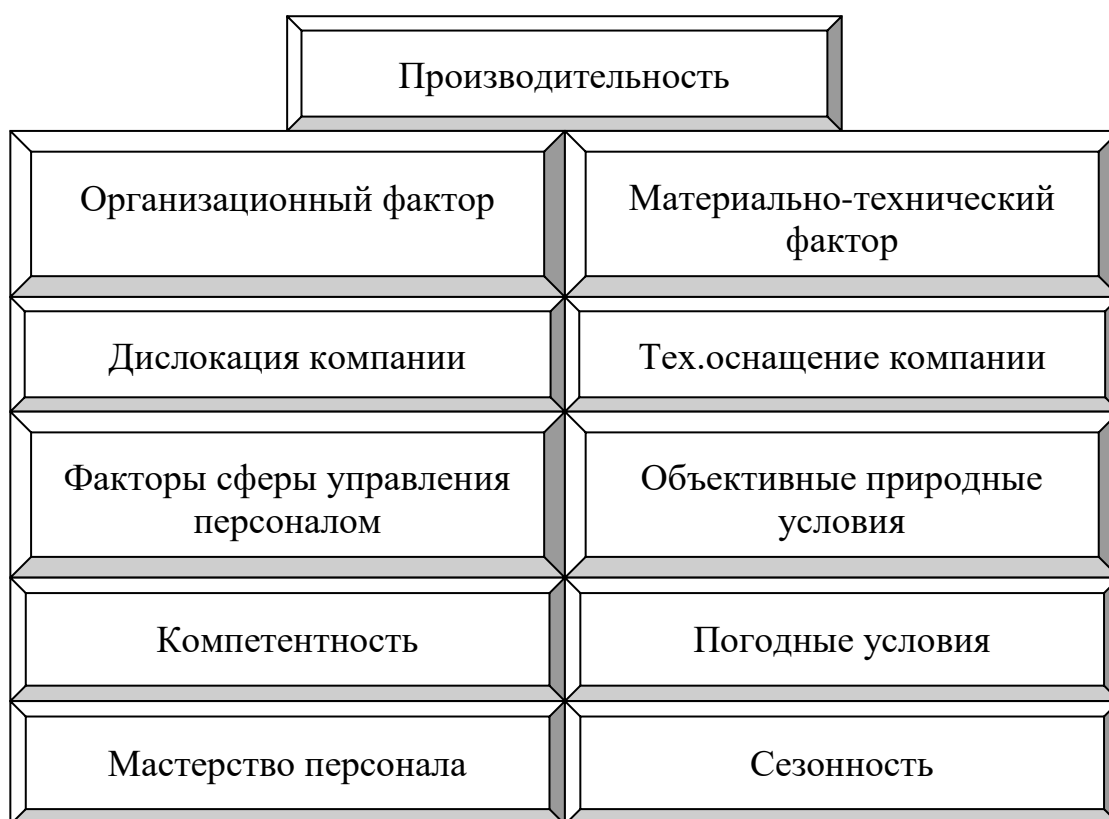 Производительность
Организационный фактор
Материально-технический
фактор
Дислокация компании
Тех.оснащение компании
Факторы сферы управления
персоналом
Объективные природные
условия
Компетентность
Погодные условия
Мастерство персонала
Сезонность